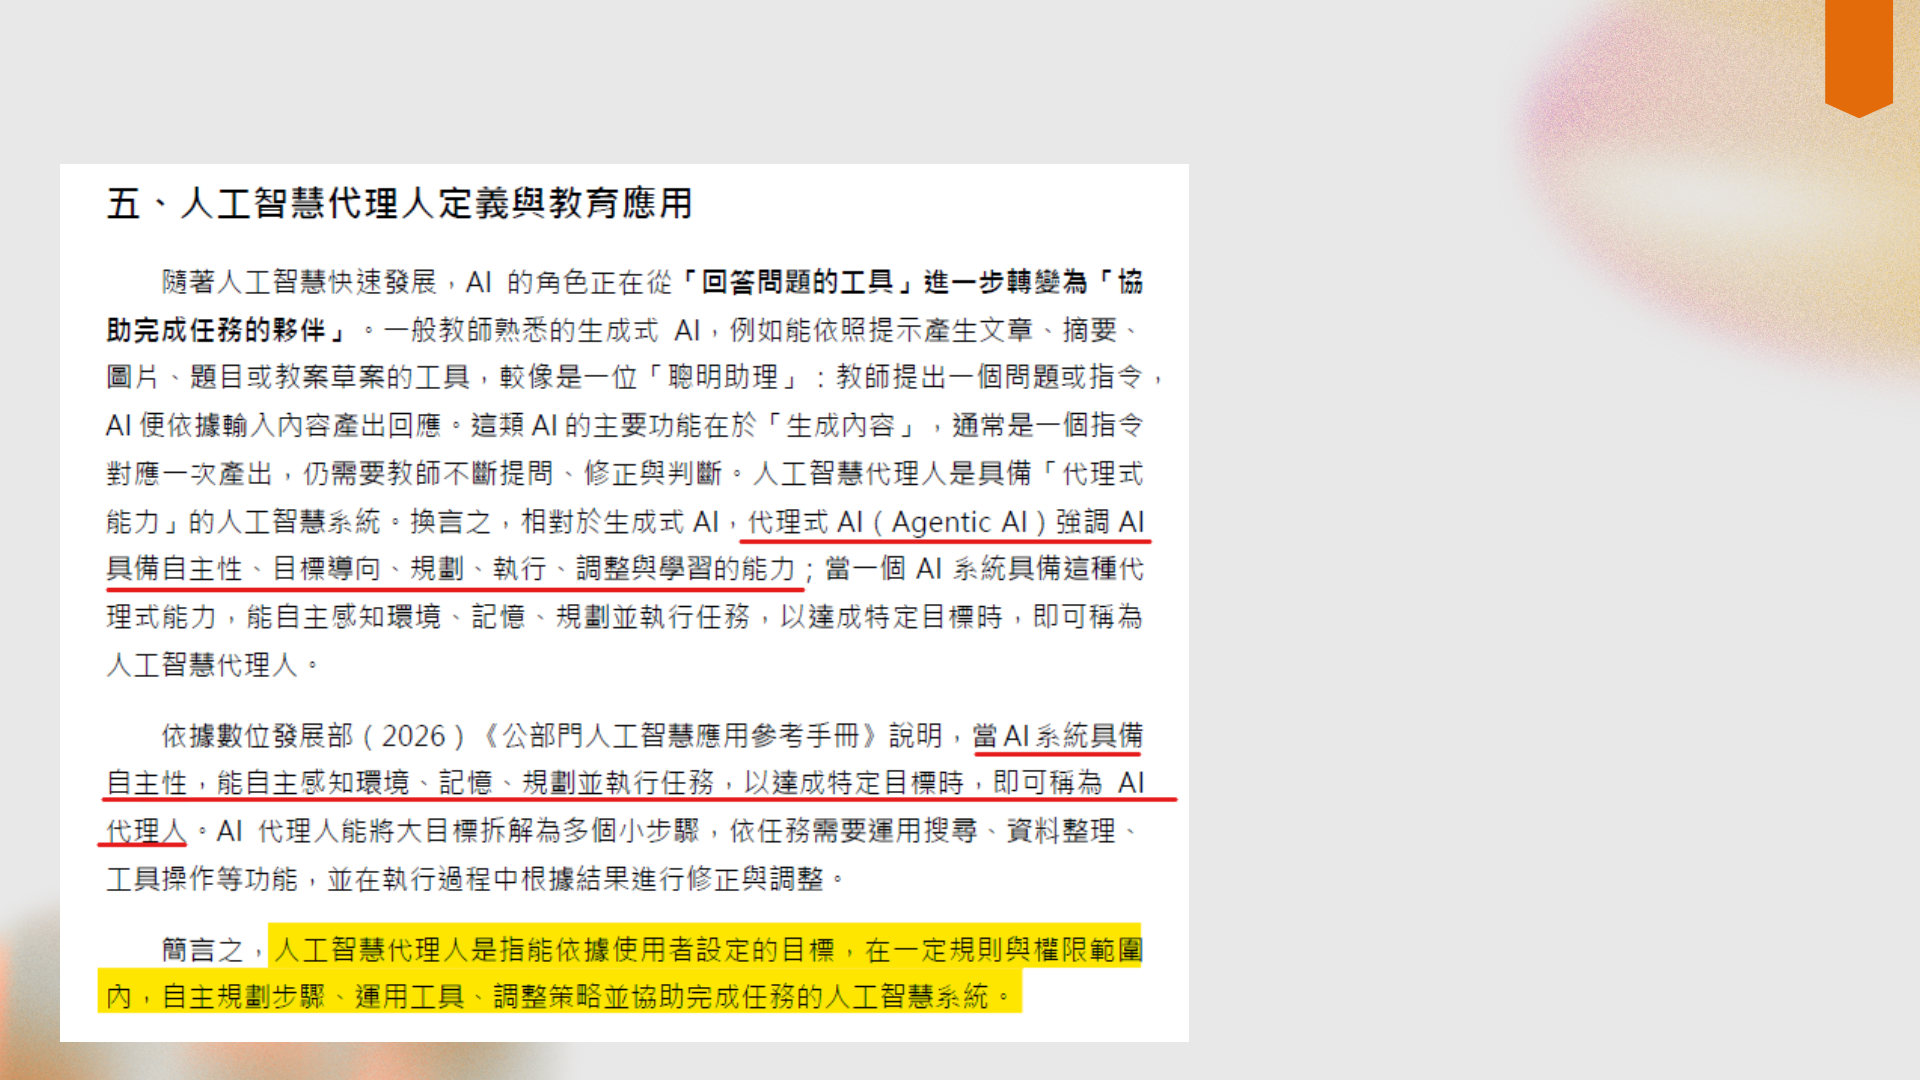 五、人工智慧代理人定義與教育應用
隨著人工智慧快速發展，AI 的角色正在從「回答問題的工具」進一步轉變為「協
助完成任務的夥伴」。一般教師熟悉的生成式 AI，例如能依照提示產生文章、摘要、
圖片、題目或教案草案的工具，較像是一位「聰明助理」：教師提出一個問題或指令，
AI 便依據輸入內容產出回應。這類 AI 的主要功能在於「生成內容」，通常是一個指令
對應一次產出，仍需要教師不斷提問、修正與判斷。人工智慧代理人是具備「代理式
能力」的人工智慧系統。換言之，相對於生成式 AI，代理式 AI（Agentic AI）強調 AI
具備自主性、目標導向、規劃、執行、調整與學習的能力；當一個 AI 系統具備這種代
理式能力，能自主感知環境、記憶、規劃並執行任務，以達成特定目標時，即可稱為
人工智慧代理人。
依據數位發展部（2026）《公部門人工智慧應用參考手冊》說明，當 AI 系統具備
自主性，能自主感知環境、記憶、規劃並執行任務，以達成特定目標時，即可稱為 AI
代理人。AI 代理人能將大目標拆解為多個小步驟，依任務需要運用搜尋、資料整理、
工具操作等功能，並在執行過程中根據結果進行修正與調整。
簡言之，人工智慧代理人是指能依據使用者設定的目標，在一定規則與權限範圍
內，自主規劃步驟、運用工具、調整策略並協助完成任務的人工智慧系統。